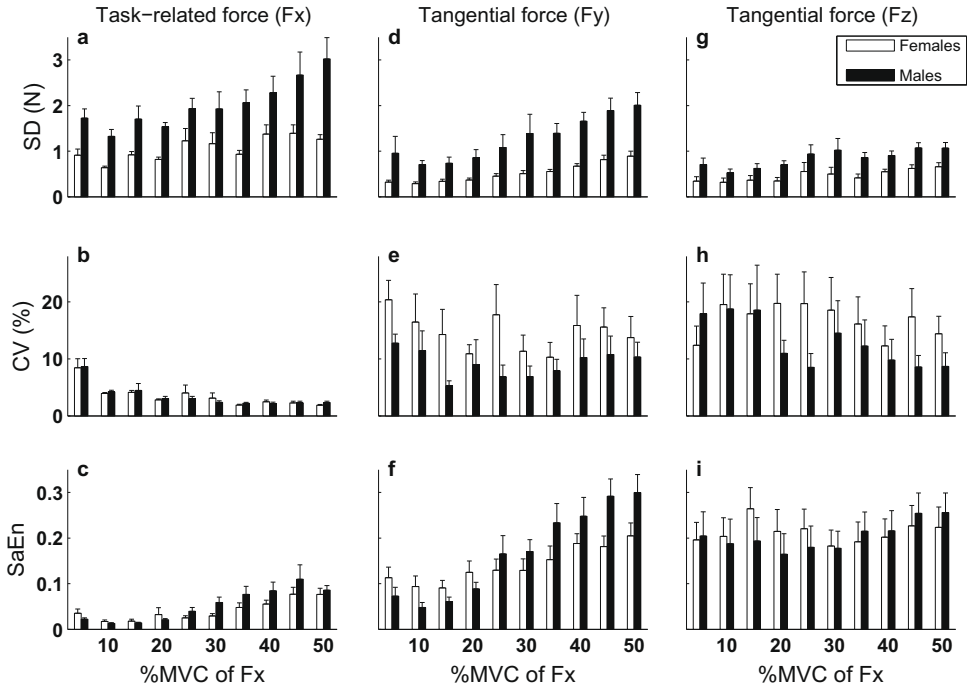 Task−related force (Fx)
Tangential force (Fy)
Tangential force (Fz)
a
d
g
Females
Males
SD (N)
3
2
1
0
b
e
h
CV (%)
20
10
0
c
f
i
SaEn
0.3
0.2
0.1
0
10 20 30 40 50
10 20 30 40 50
10 20 30 40 50
%MVC of Fx
%MVC of Fx
%MVC of Fx